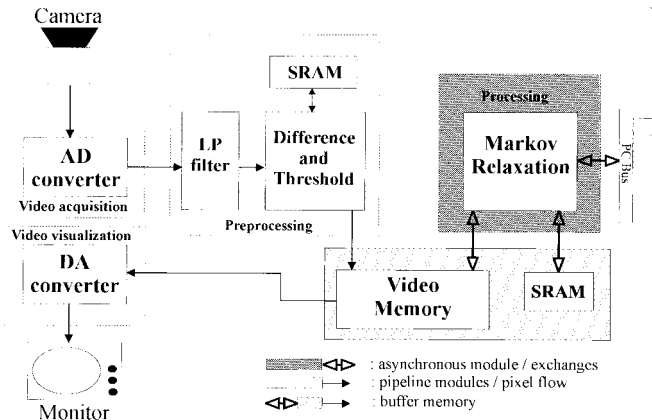 Camera
SRAM
Processing
LP
filter
Difference
and
Threshold
Markov
Relaxation
PC Bus
AD
converter
Video acquisition
Preprocessing
Video visualization
DA
converter
Video
Memory
SRAM
: asynchronous module / exchanges
: pipeline modules / pixel flow
: buffer memory
Monitor